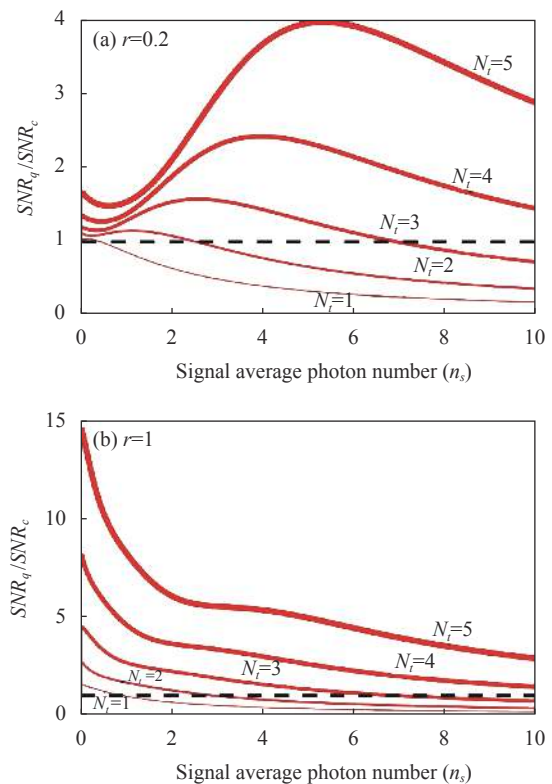 4
(a) r=0.2
N_t=5
3
N_t=4
2
N_t=3
1
N_t=2
N_t=1
0
0 2 4 6 8 10
SNR_q/SNR_c
Signal average photon number (n_s)
15
(b) r=1
10
5
N_t=5
N_t=4
N_t=3
N_t=2
N_t=1
0
0 2 4 6 8 10
SNR_q/SNR_c
Signal average photon number (n_s)